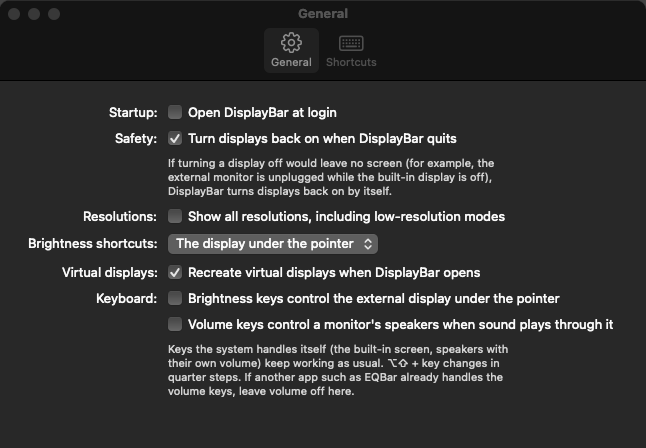 General
General
Shortcuts
Startup: Open DisplayBar at login
Safety: Turn displays back on when DisplayBar quits
If turning a display off would leave no screen (for example, the
external monitor is unplugged while the built-in display is off),
DisplayBar turns displays back on by itself.
Resolutions: Show all resolutions, including low-resolution modes
Brightness shortcuts: The display under the pointer
Virtual displays: Recreate virtual displays when DisplayBar opens
Keyboard: Brightness keys control the external display under the pointer
Volume keys control a monitor's speakers when sound plays through it
Keys the system handles itself (the built-in screen, speakers with
their own volume) keep working as usual. ⌥⇧ + key changes in
quarter steps. If another app such as EQBar already handles the
volume keys, leave volume off here.